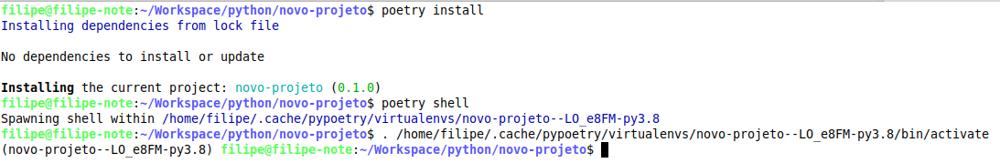 filipe@filipe-note:~/Workspace/python/novo-projeto$ poetry install
Installing dependencies from lock file
No dependencies to install or update
Installing the current project: novo-projeto (0.1.0)
filipe@filipe-note:~/Workspace/python/novo-projeto$ poetry shell
Spawning shell within /home/filipe/.cache/pypoetry/virtualenvs/novo-projeto--LO_e8FM-py3.8
filipe@filipe-note:~/Workspace/python/novo-projeto$ . /home/filipe/.cache/pypoetry/virtualenvs/novo-projeto--LO_e8FM-py3.8/bin/activate
(novo-projeto--LO_e8FM-py3.8) filipe@filipe-note:~/Workspace/python/novo-projeto$